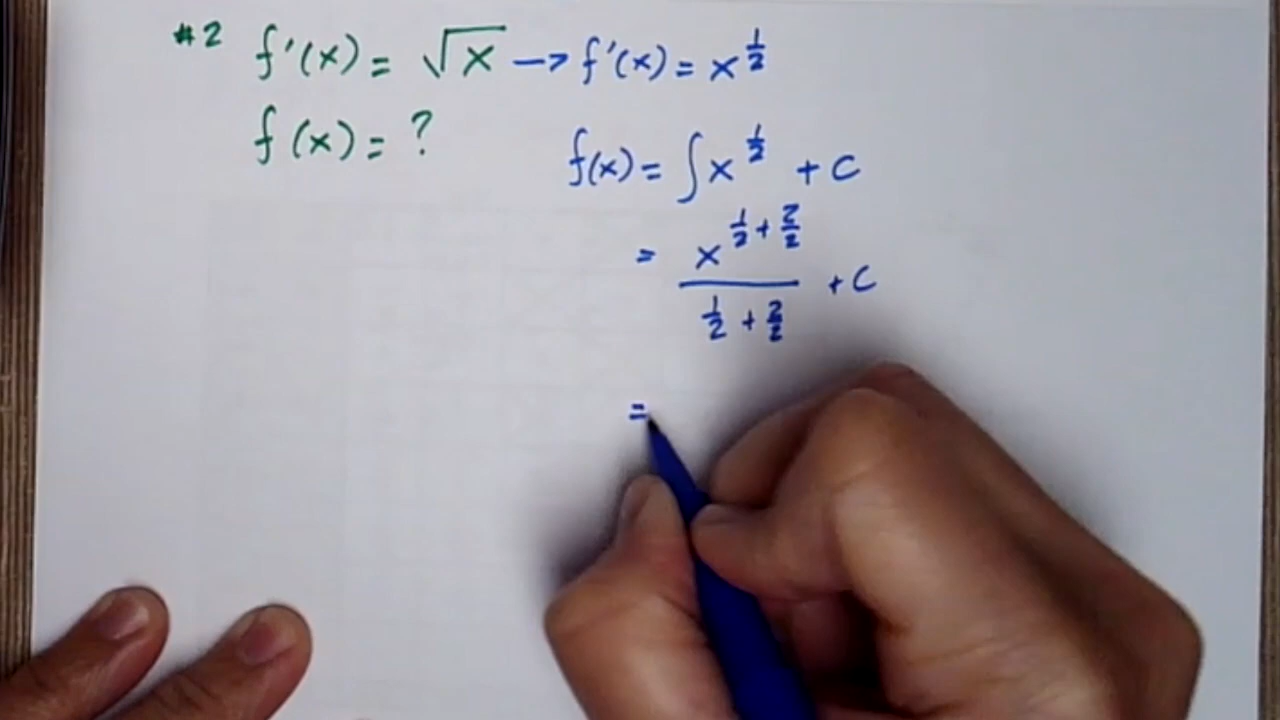 #2 f'(x) = √x → f'(x) = x^{1/2}
f(x) = ?
f(x) = ∫x^{1/2} + C
= x^{1/2 + 2/2} / (1/2 + 2/2) + C
=